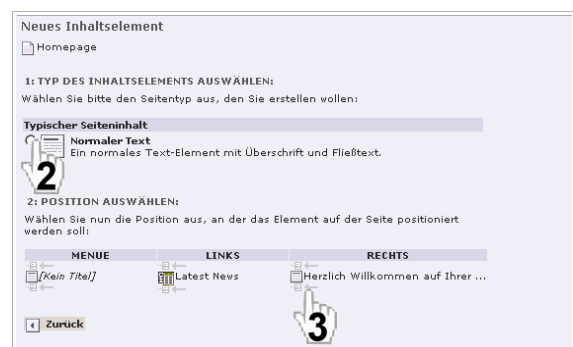 Neues Inhaltselement
Homepage
1: TYP DES INHALTSELEMENTS AUSWÄHLEN:
Wählen Sie bitte den Seitentyp aus, den Sie erstellen wollen:
Typischer Seiteninhalt
Normaler Text
Ein normales Text-Element mit Überschrift und Fließtext.
2
2: POSITION AUSWÄHLEN:
Wählen Sie nun die Position aus, an der das Element auf der Seite positioniert
werden soll:
MENUE LINKS RECHTS
[Kein Titel] Latest News Herzlich Willkommen auf Ihrer ...
3
Zurück